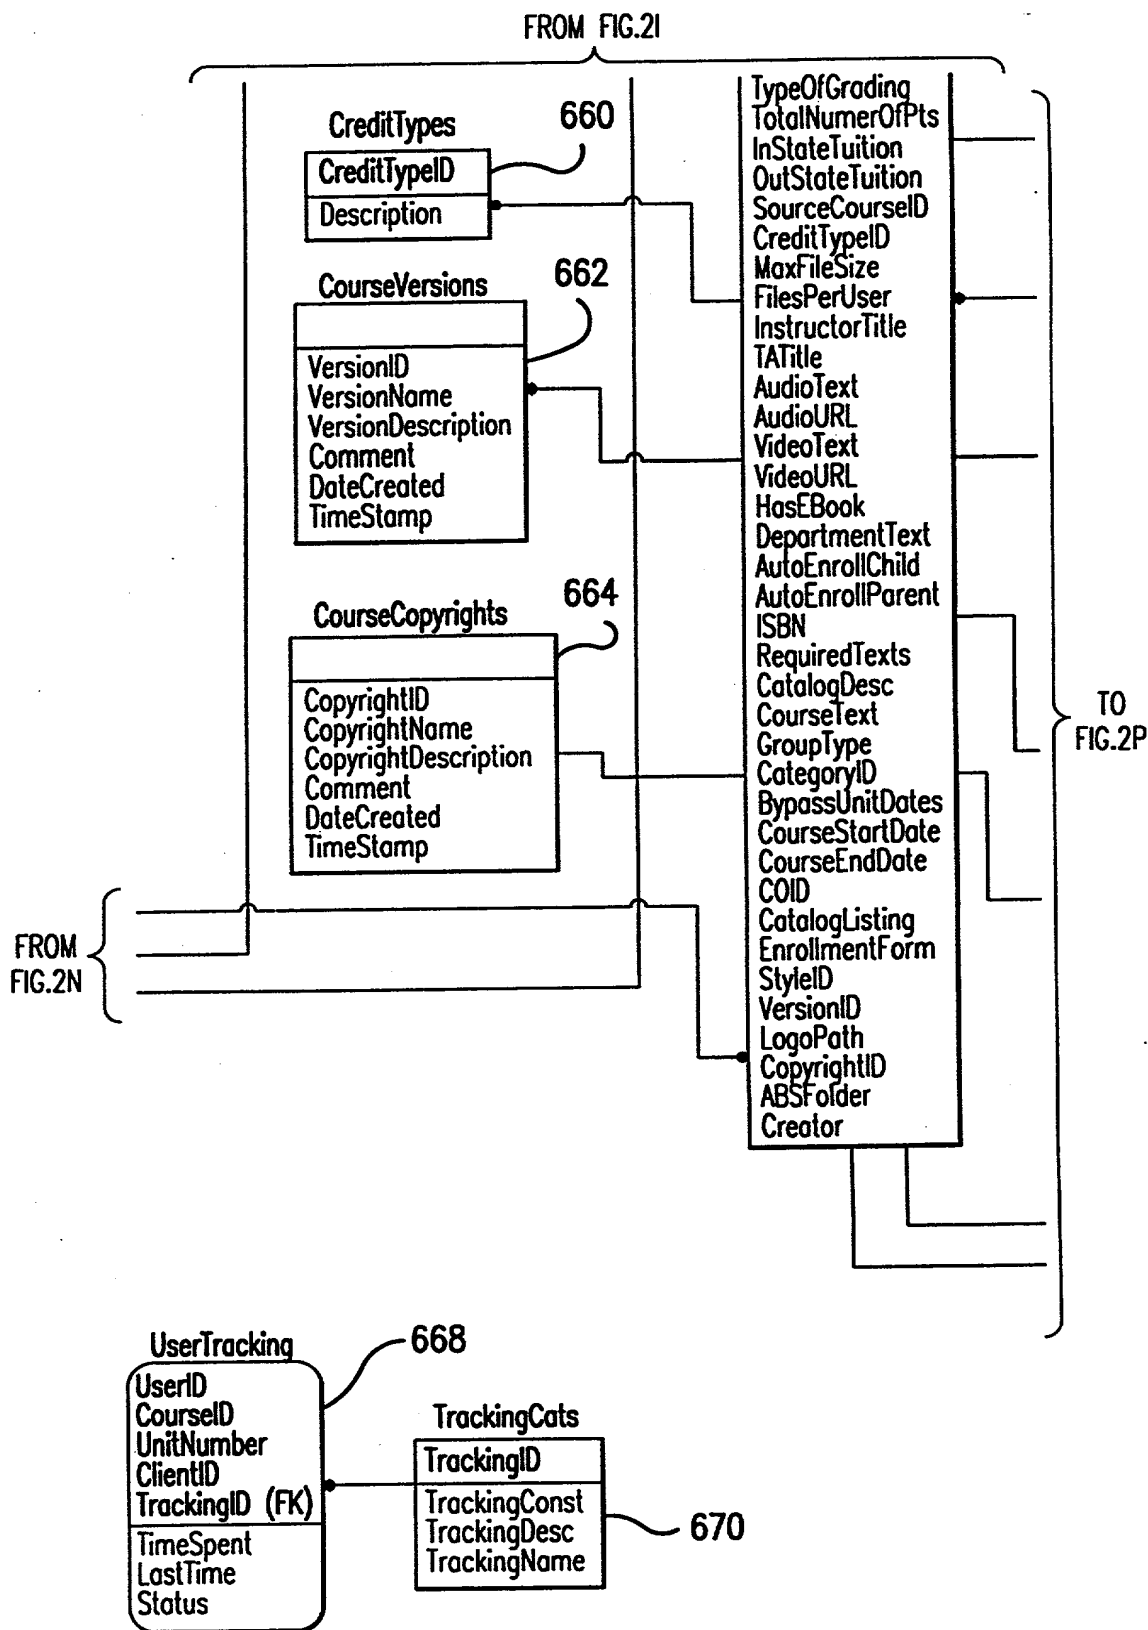 FROM FIG.2I
CreditTypes
660
CreditTypeID
Description
CourseVersions
662
VersionID
VersionName
VersionDescription
Comment
DateCreated
TimeStamp
CourseCopyrights
664
CopyrightID
CopyrightName
CopyrightDescription
Comment
DateCreated
TimeStamp
FROM
FIG.2N
TypeOfGrading
TotalNumerOfPts
InStateTuition
OutStateTuition
SourceCourseID
CreditTypeID
MaxFileSize
FilesPerUser
InstructorTitle
TATitle
AudioText
AudioURL
VideoText
VideoURL
HasEBook
DepartmentText
AutoEnrollChild
AutoEnrollParent
ISBN
RequiredTexts
CatalogDesc
CourseText
GroupType
CategoryID
BypassUnitDates
CourseStartDate
CourseEndDate
COID
CatalogListing
EnrollmentForm
StyleID
VersionID
LogoPath
CopyrightID
ABSFolder
Creator
TO
FIG.2P
UserTracking
668
UserID
CourseID
UnitNumber
ClientID
TrackingID (FK)
TimeSpent
LastTime
Status
TrackingCats
TrackingID
TrackingConst
TrackingDesc
TrackingName
670